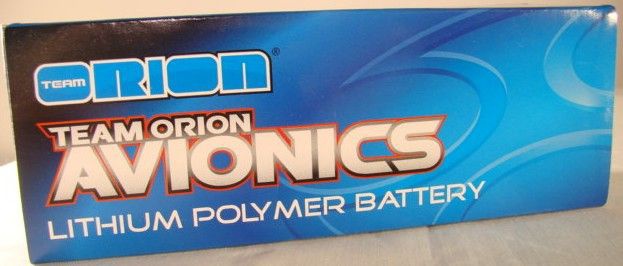 TEAM ORION®
TEAM ORION
AVIONICS
LITHIUM POLYMER BATTERY